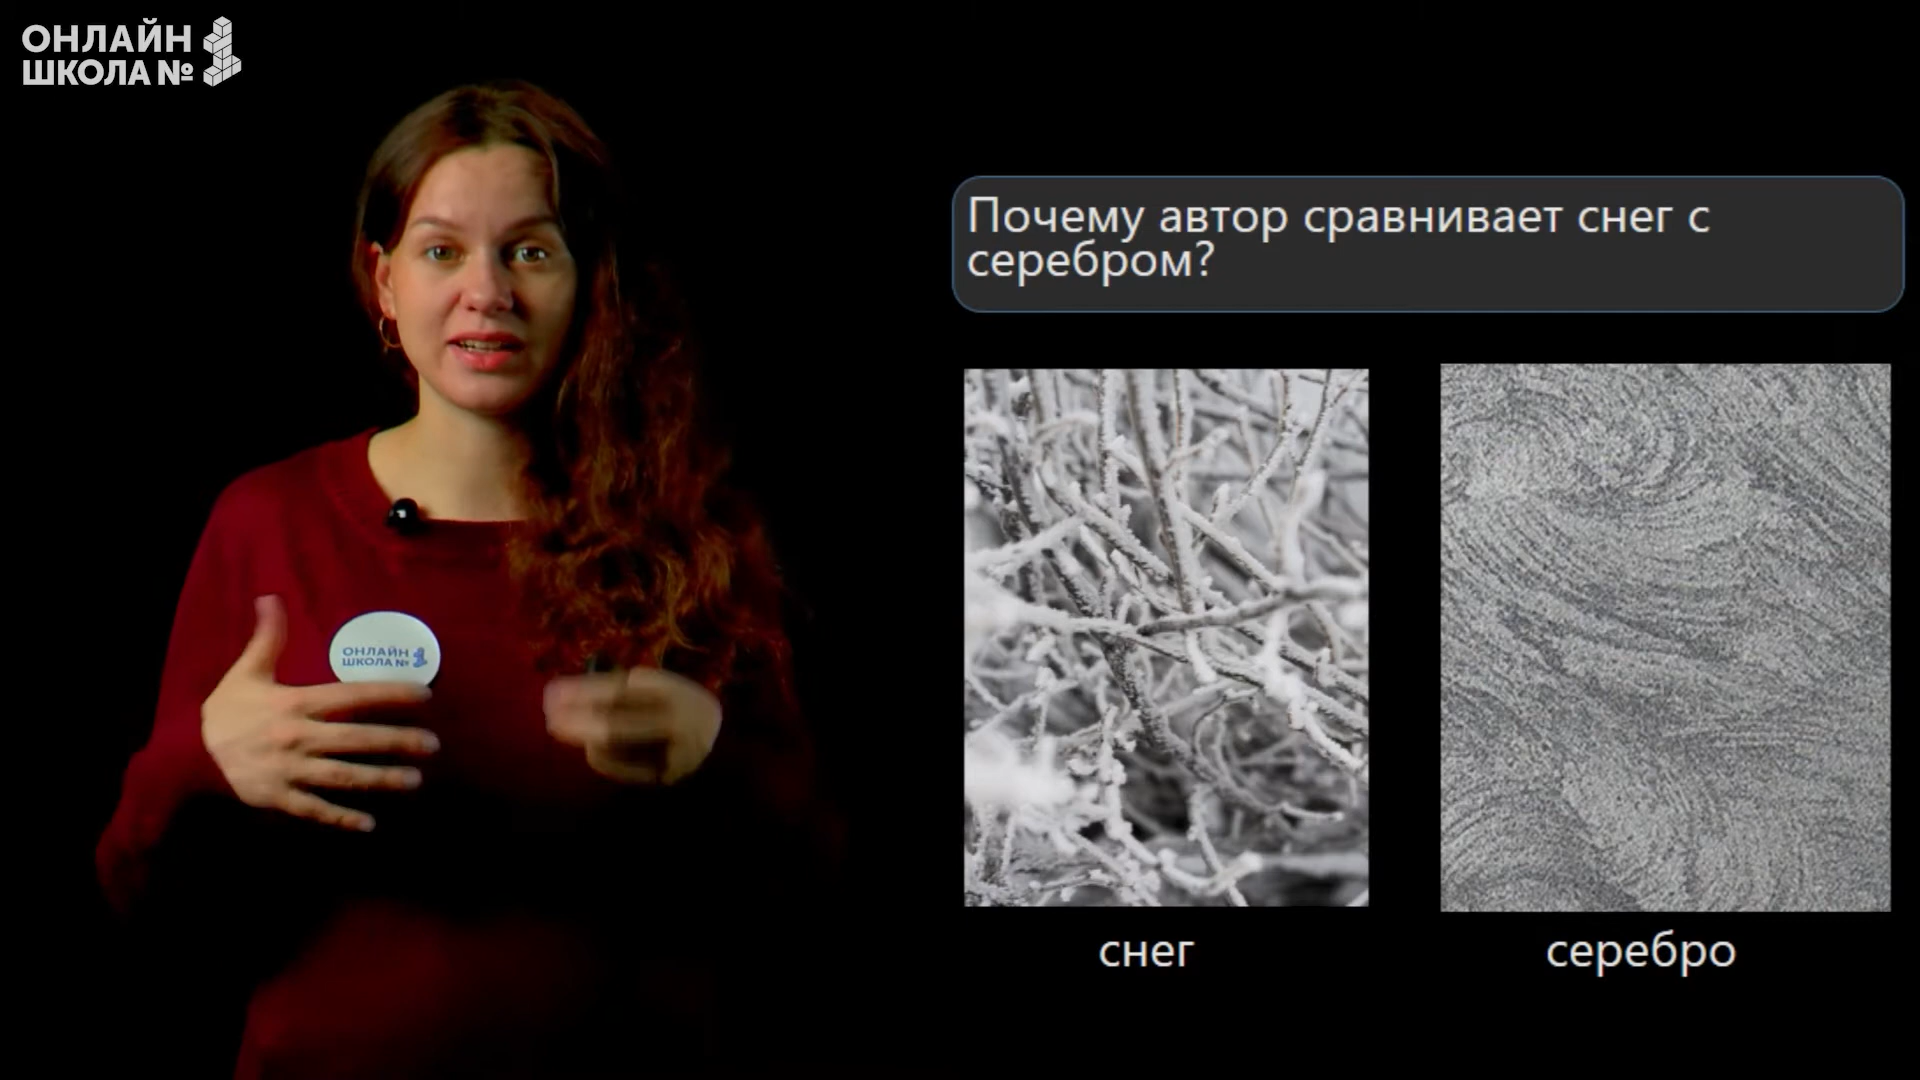 ОНЛАЙН
ШКОЛА №
Почему автор сравнивает снег с
серебром?
ОНЛАЙН
ШКОЛА №
снег
серебро